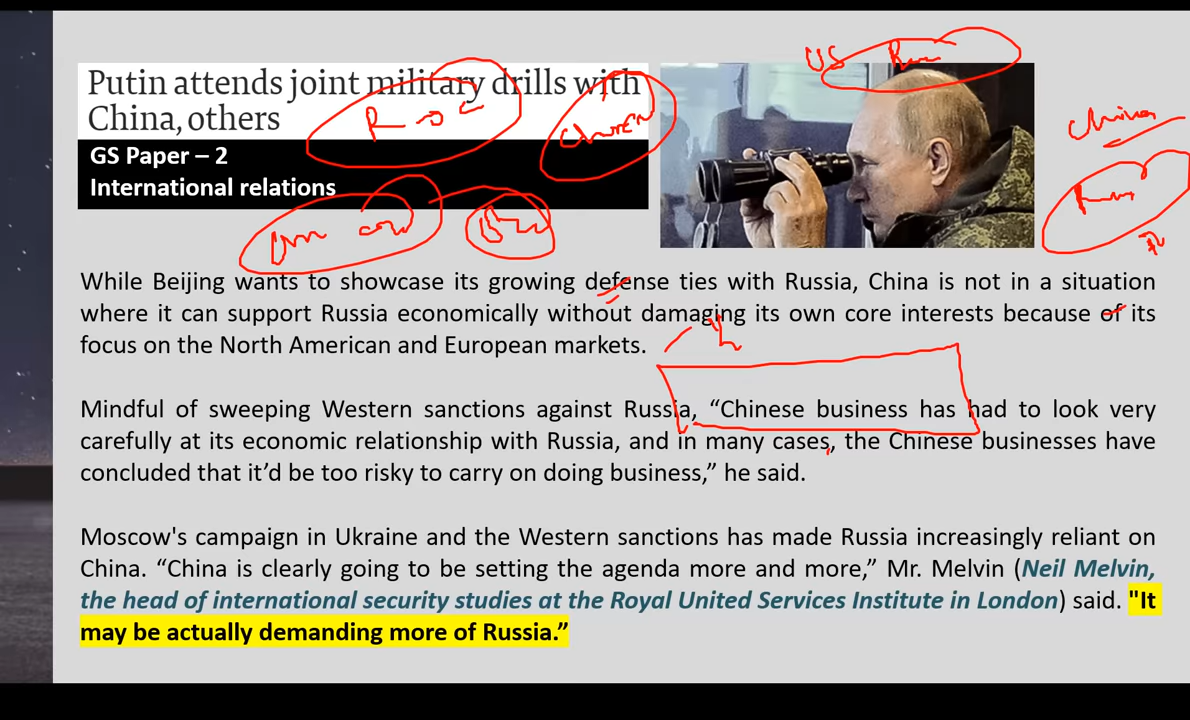 Putin attends joint military drills with
China, others
GS Paper – 2
International relations
US
China
While Beijing wants to showcase its growing defense ties with Russia, China is not in a situation
where it can support Russia economically without damaging its own core interests because of its
focus on the North American and European markets.
Mindful of sweeping Western sanctions against Russia, “Chinese business has had to look very
carefully at its economic relationship with Russia, and in many cases, the Chinese businesses have
concluded that it’d be too risky to carry on doing business,” he said.
Moscow's campaign in Ukraine and the Western sanctions has made Russia increasingly reliant on
China. “China is clearly going to be setting the agenda more and more,” Mr. Melvin (Neil Melvin,
the head of international security studies at the Royal United Services Institute in London) said. "It
may be actually demanding more of Russia.”